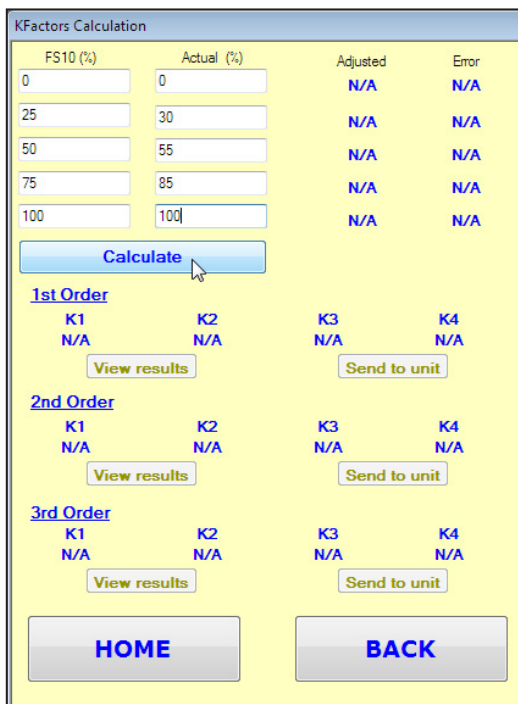 KFactors Calculation
FS10 (%) Actual (%) Adjusted Error
0 0 N/A N/A
25 30 N/A N/A
50 55 N/A N/A
75 85 N/A N/A
100 100 N/A N/A
Calculate
1st Order
K1 K2 K3 K4
N/A N/A N/A N/A
View results Send to unit
2nd Order
K1 K2 K3 K4
N/A N/A N/A N/A
View results Send to unit
3rd Order
K1 K2 K3 K4
N/A N/A N/A N/A
View results Send to unit
HOME BACK